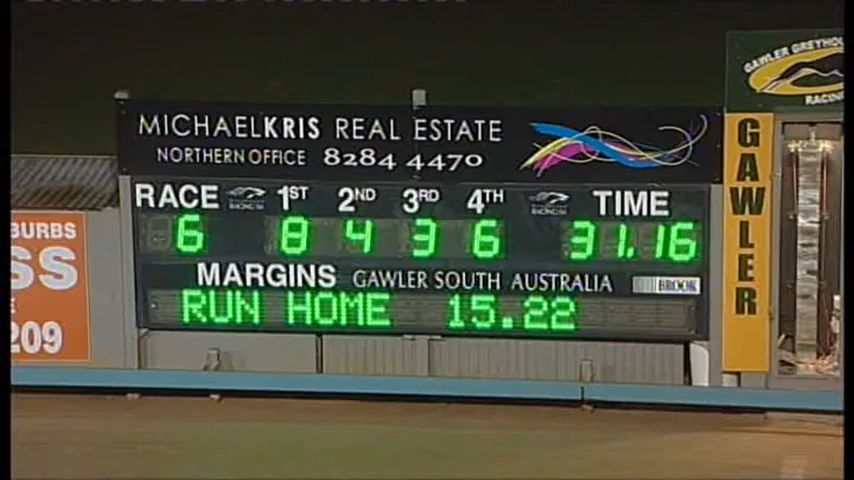 GAWLER GREYHOU
RACING
MICHAELKRIS REAL ESTATE
NORTHERN OFFICE 8284 4470
RACE 1ST 2ND 3RD 4TH TIME
6 8 4 3 6 31.16
MARGINS GAWLER SOUTH AUSTRALIA BROOK
RUN HOME 15.22
GAWLER
BURBS
SS
209